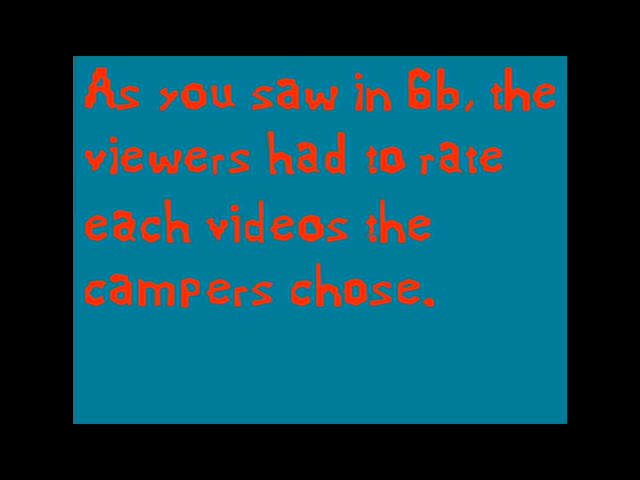 As you saw in 6b, the
viewers had to rate
each videos the
campers chose.